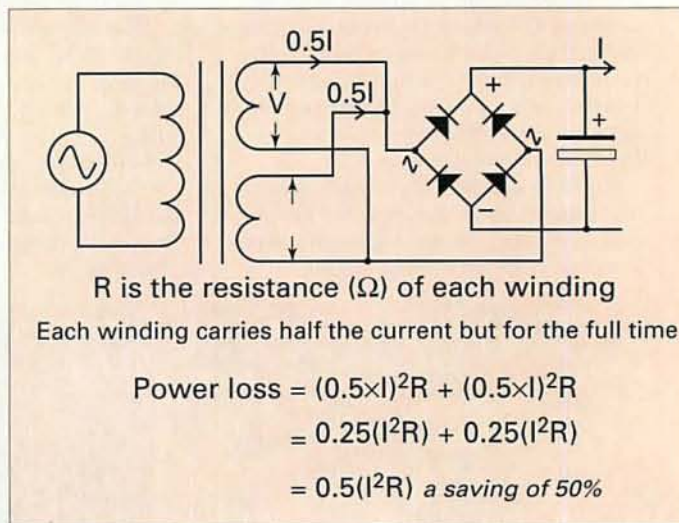 0.5I
I
V
0.5I
+
+
~
~
−
R is the resistance (Ω) of each winding
Each winding carries half the current but for the full time
Power loss = (0.5×I)²R + (0.5×I)²R
= 0.25(I²R) + 0.25(I²R)
= 0.5(I²R) a saving of 50%